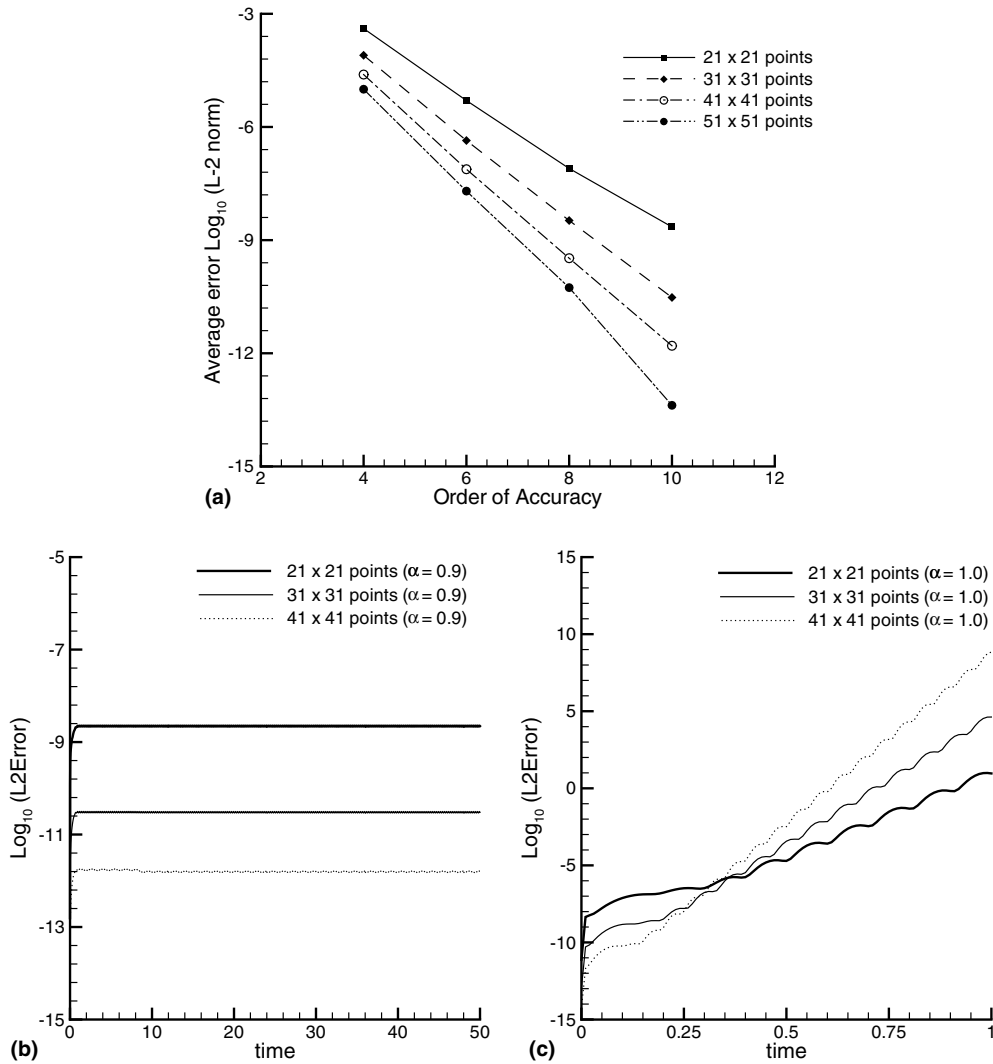 -3
-6
-9
-12
-15
Average error Log₁₀ (L-2 norm)
21 x 21 points
31 x 31 points
41 x 41 points
51 x 51 points
2
4
6
8
10
12
Order of Accuracy
(a)
-5
-7
-9
-11
-13
-15
Log₁₀ (L2Error)
21 x 21 points (α = 0.9)
31 x 31 points (α = 0.9)
41 x 41 points (α = 0.9)
0
10
20
30
40
50
time
(b)
15
10
5
0
-5
-10
-15
Log₁₀ (L2Error)
21 x 21 points (α = 1.0)
31 x 31 points (α = 1.0)
41 x 41 points (α = 1.0)
0
0.25
0.5
0.75
1
time
(c)